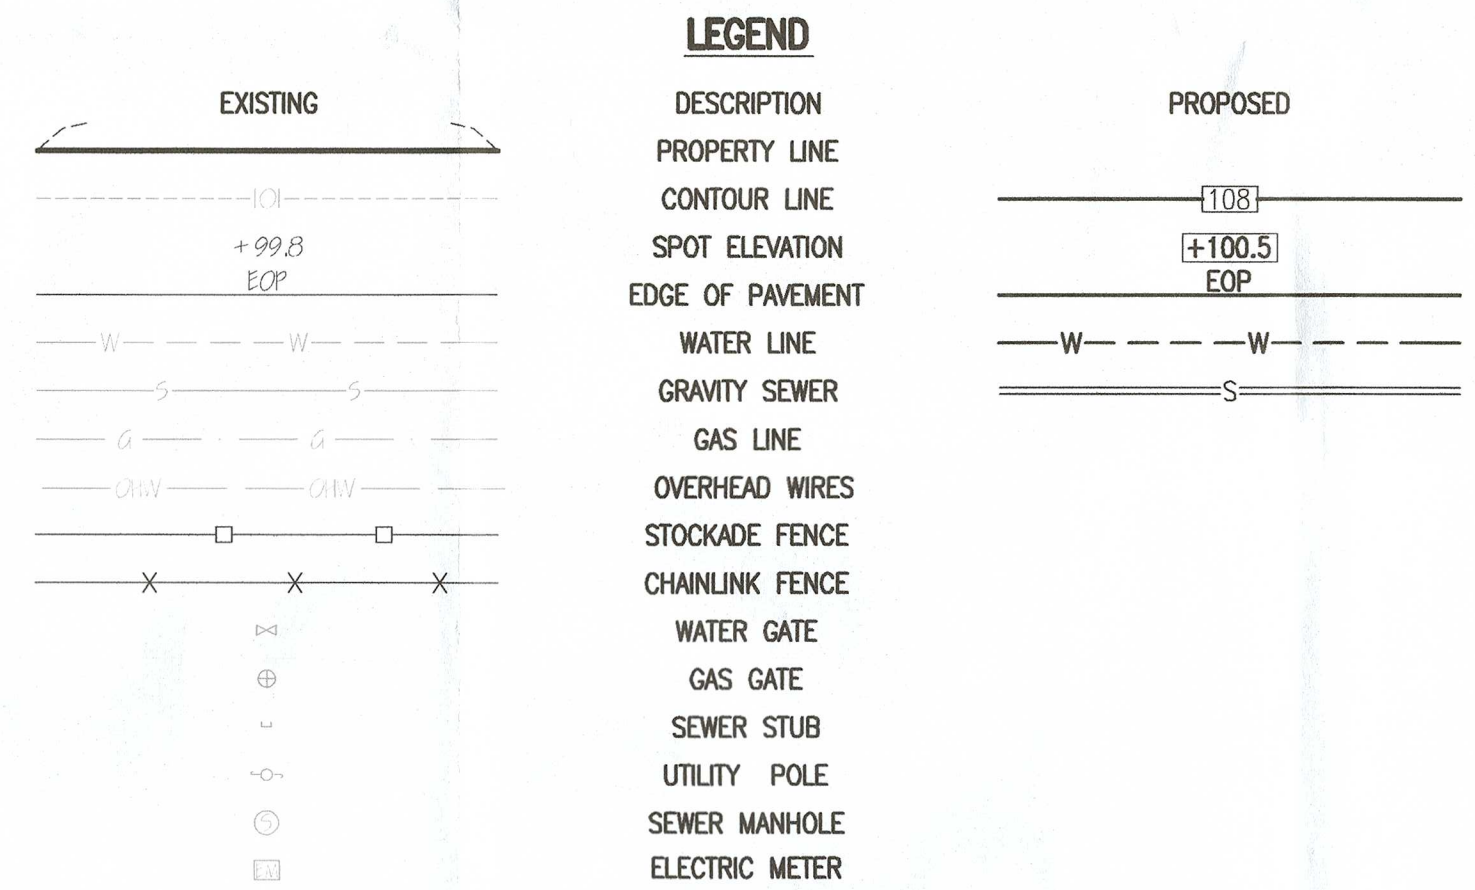 LEGEND
EXISTING DESCRIPTION PROPOSED
PROPERTY LINE
101 CONTOUR LINE 108
+99.8 SPOT ELEVATION +100.5
EOP EDGE OF PAVEMENT EOP
W W WATER LINE W W
S S GRAVITY SEWER S
G G GAS LINE
OHW OHW OVERHEAD WIRES
STOCKADE FENCE
X X X CHAINLINK FENCE
WATER GATE
GAS GATE
SEWER STUB
UTILITY POLE
S SEWER MANHOLE
EM ELECTRIC METER